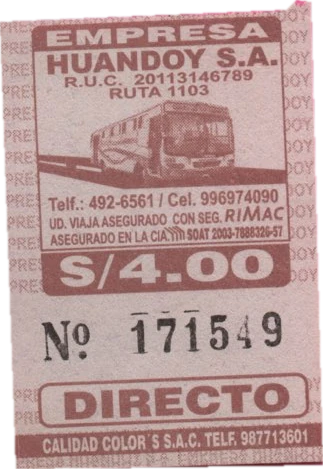 EMPRESA
HUANDOY S.A.
R.U.C. 20113146789
RUTA 1103
Telf.: 492-6561 / Cel. 996974090
UD. VIAJA ASEGURADO CON SEG. RIMAC
ASEGURADO EN LA CIA. SOAT 2003-7888326-57
S/4.00
Nº 171549
DIRECTO
CALIDAD COLOR´S S.A.C. TELF. 987713601